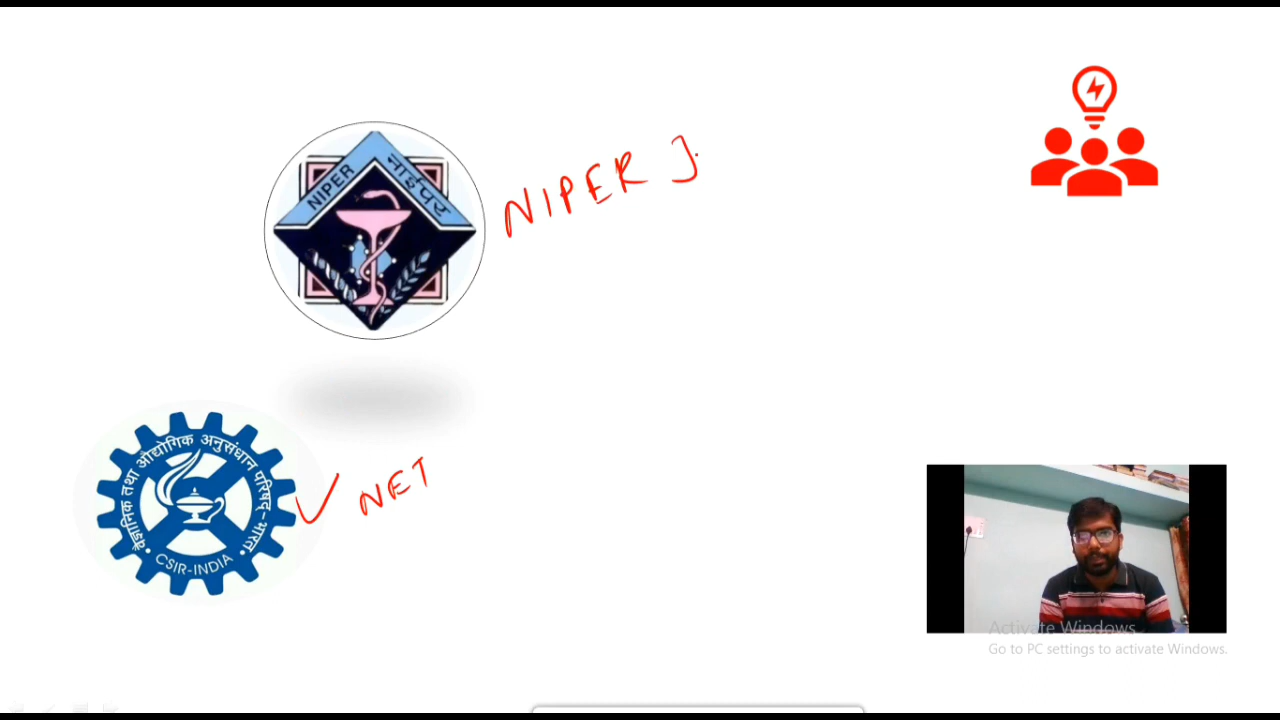 NIPER नाईपर
NIPER J
वैज्ञानिक तथा औद्योगिक अनुसंधान परिषद् - भारत
CSIR-INDIA
NET
Activate Windows
Go to PC settings to activate Windows.